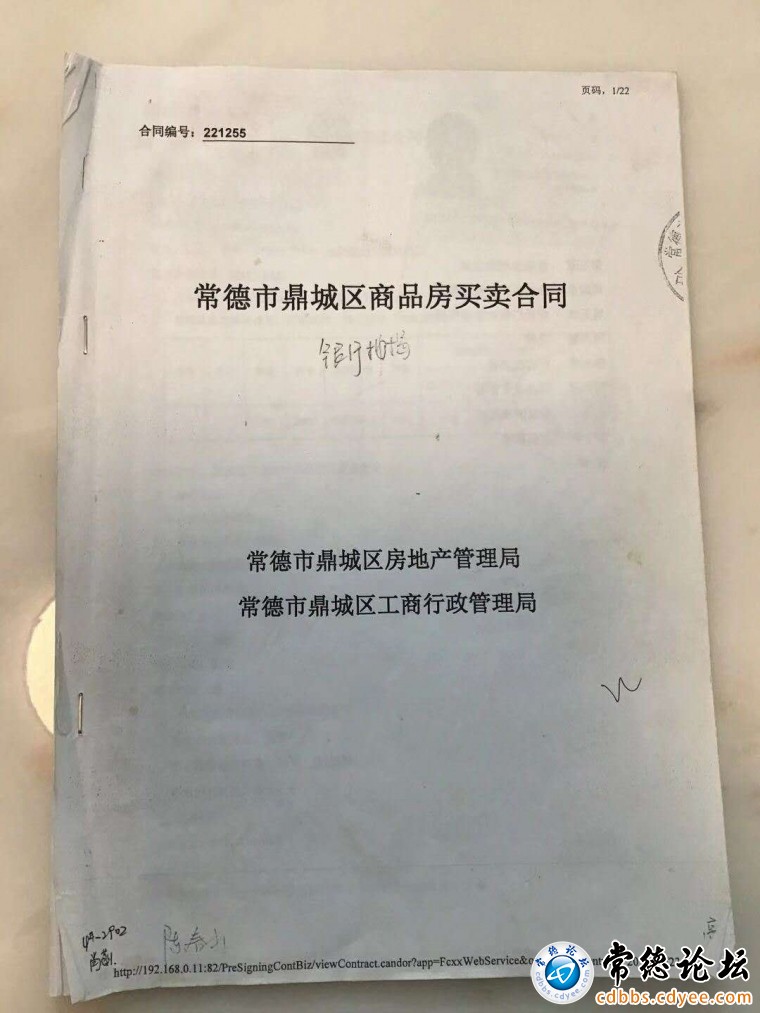 页码，1/22
合同编号：221255
常德市鼎城区商品房买卖合同
常德市鼎城区房地产管理局
常德市鼎城区工商行政管理局
4A-2902
http://192.168.0.11:82/PreSigningContBiz/viewContract.candor?app=FcxxWebService&o
常德论坛
cdbbs.cdyee.com